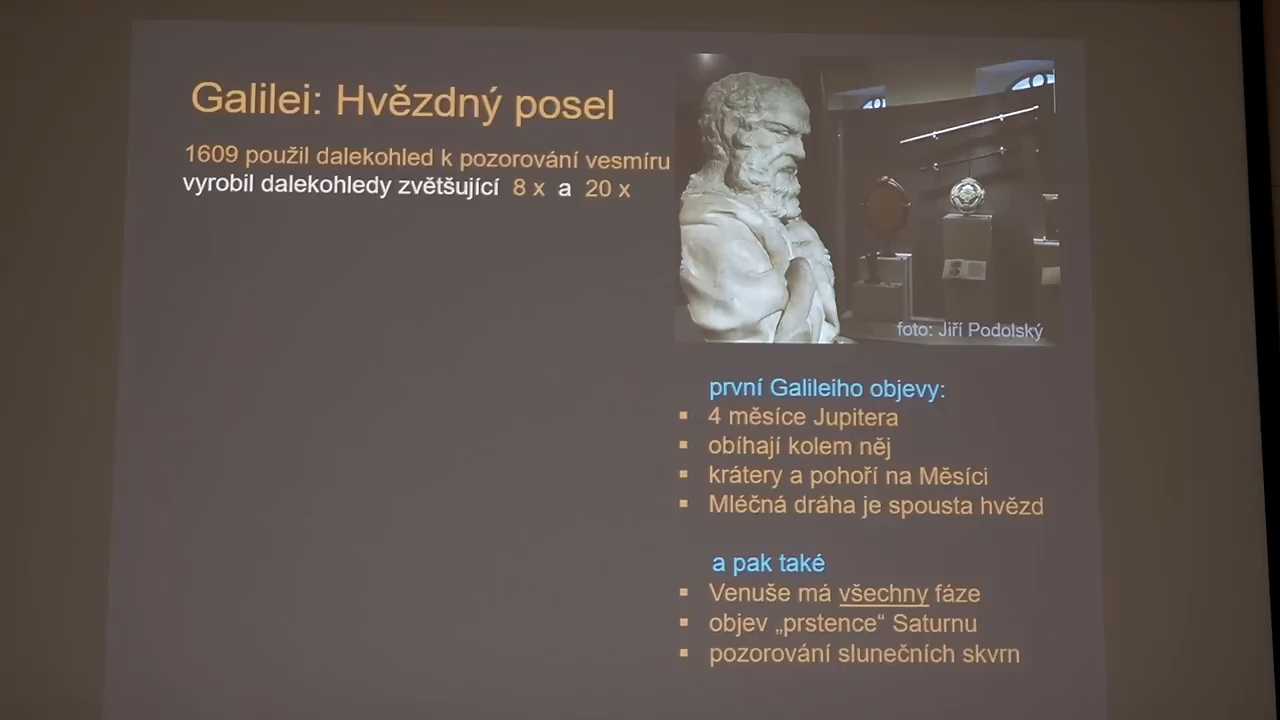 Galilei: Hvězdný posel
1609 použil dalekohled k pozorování vesmíru
vyrobil dalekohledy zvětšující 8 x a 20 x
foto: Jiří Podolský
první Galileiho objevy:
▪ 4 měsíce Jupitera
▪ obíhají kolem něj
▪ krátery a pohoří na Měsíci
▪ Mléčná dráha je spousta hvězd
a pak také
▪ Venuše má všechny fáze
▪ objev „prstence“ Saturnu
▪ pozorování slunečních skvrn